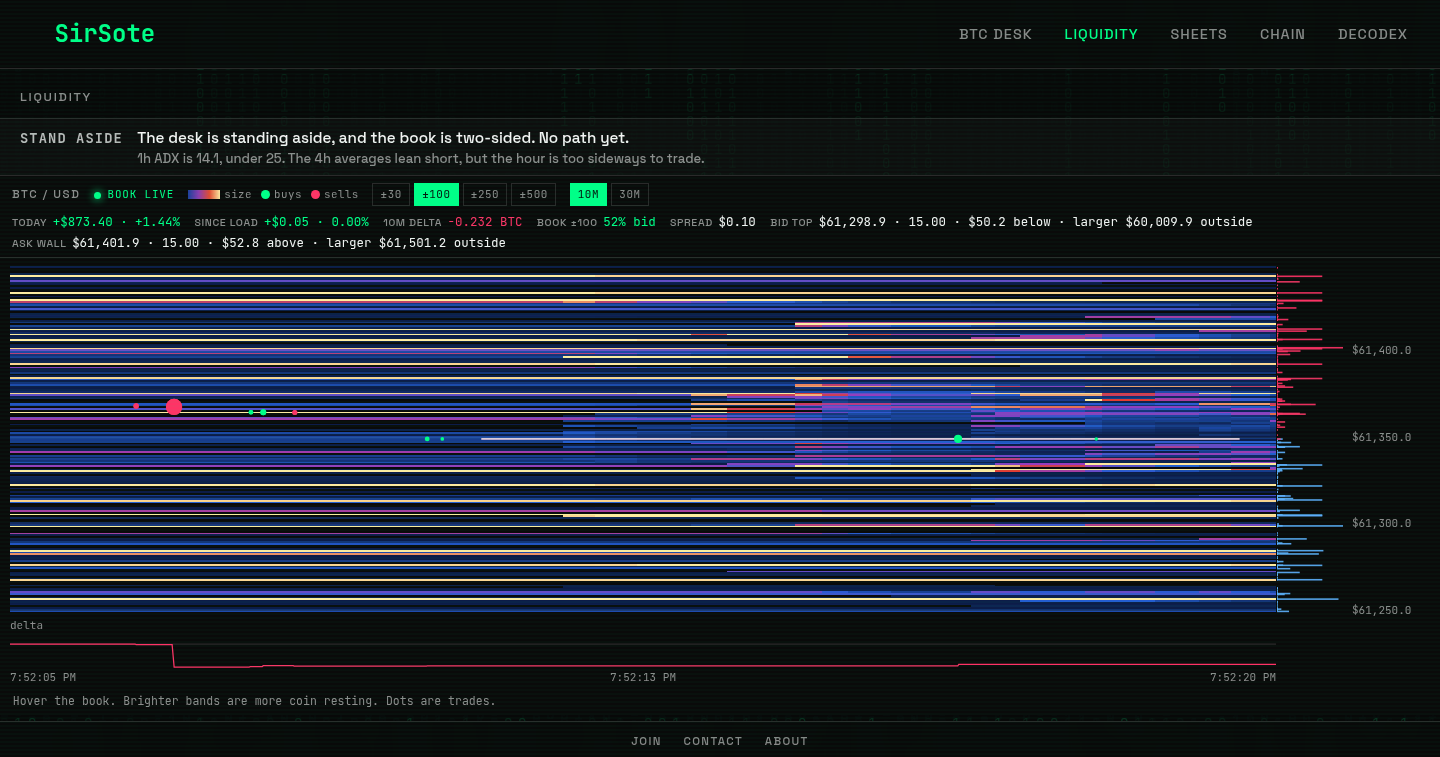 SirSote
BTC DESK LIQUIDITY SHEETS CHAIN DECODEX
LIQUIDITY
STAND ASIDE The desk is standing aside, and the book is two-sided. No path yet.
1h ADX is 14.1, under 25. The 4h averages lean short, but the hour is too sideways to trade.
BTC / USD BOOK LIVE size buys sells ±30 ±100 ±250 ±500 10M 30M
TODAY +$873.40 · +1.44% SINCE LOAD +$0.05 · 0.00% 10M DELTA -0.232 BTC BOOK ±100 52% bid SPREAD $0.10 BID TOP $61,298.9 · 15.00 · $50.2 below · larger $60,009.9 outside
ASK WALL $61,401.9 · 15.00 · $52.8 above · larger $61,501.2 outside
$61,400.0
$61,350.0
$61,300.0
$61,250.0
delta
7:52:05 PM 7:52:13 PM 7:52:20 PM
Hover the book. Brighter bands are more coin resting. Dots are trades.
JOIN CONTACT ABOUT